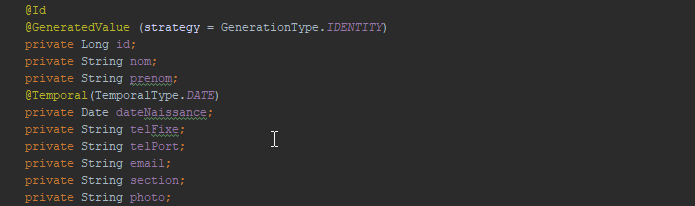 @Id
@GeneratedValue (strategy = GenerationType.IDENTITY)
private Long id;
private String nom;
private String prenom;
@Temporal(TemporalType.DATE)
private Date dateNaissance;
private String telFixe;
private String telPort;
private String email;
private String section;
private String photo;